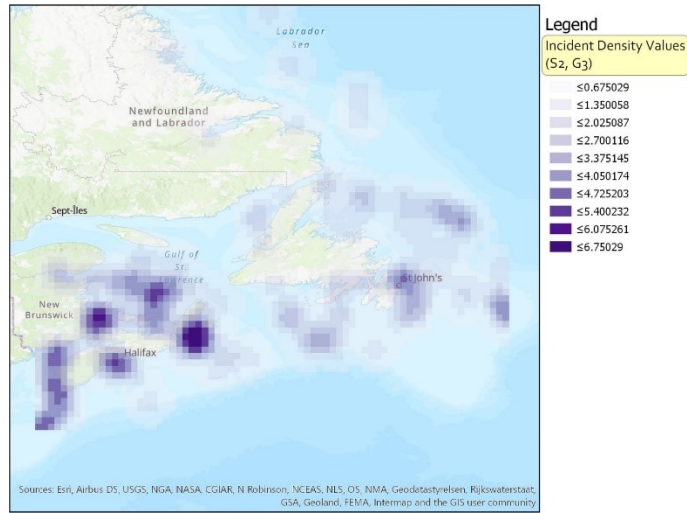 Labrador
Sea
Newfoundland
and Labrador
Sept-Îles
Gulf of
St.
Lawrence
St John's
New
Brunswick
Halifax
Sources: Esri, Airbus DS, USGS, NGA, NASA, CGIAR, N Robinson, NCEAS, NLS, OS, NMA, Geodatastyrelsen, Rijkswaterstaat,
GSA, Geoland, FEMA, Intermap and the GIS user community
Legend
Incident Density Values
(S2, G3)
≤0.675029
≤1.350058
≤2.025087
≤2.700116
≤3.375145
≤4.050174
≤4.725203
≤5.400232
≤6.075261
≤6.75029